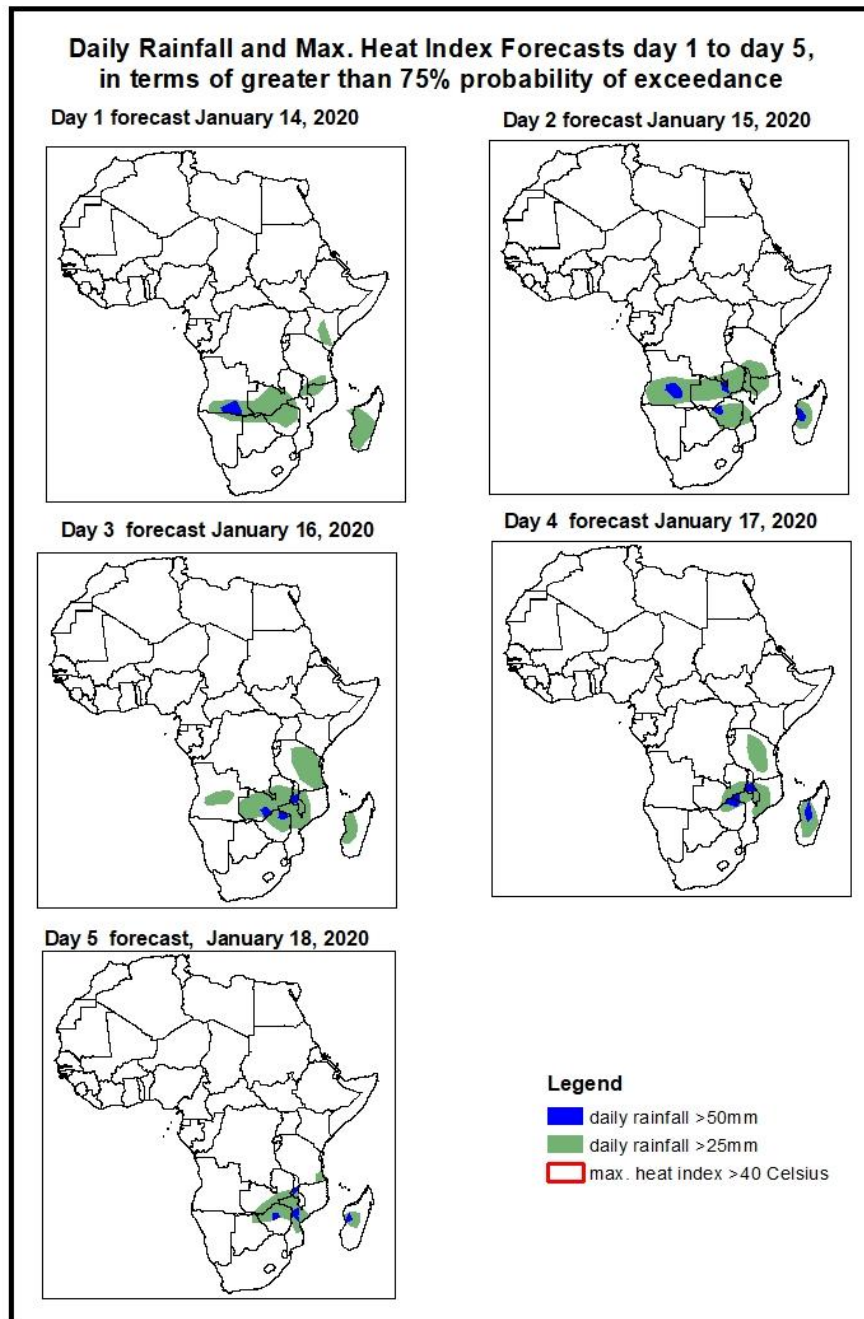 Daily Rainfall and Max. Heat Index Forecasts day 1 to day 5,
in terms of greater than 75% probability of exceedance
Day 1 forecast January 14, 2020
Day 2 forecast January 15, 2020
Day 3 forecast January 16, 2020
Day 4 forecast January 17, 2020
Day 5 forecast, January 18, 2020
Legend
daily rainfall >50mm
daily rainfall >25mm
max. heat index >40 Celsius